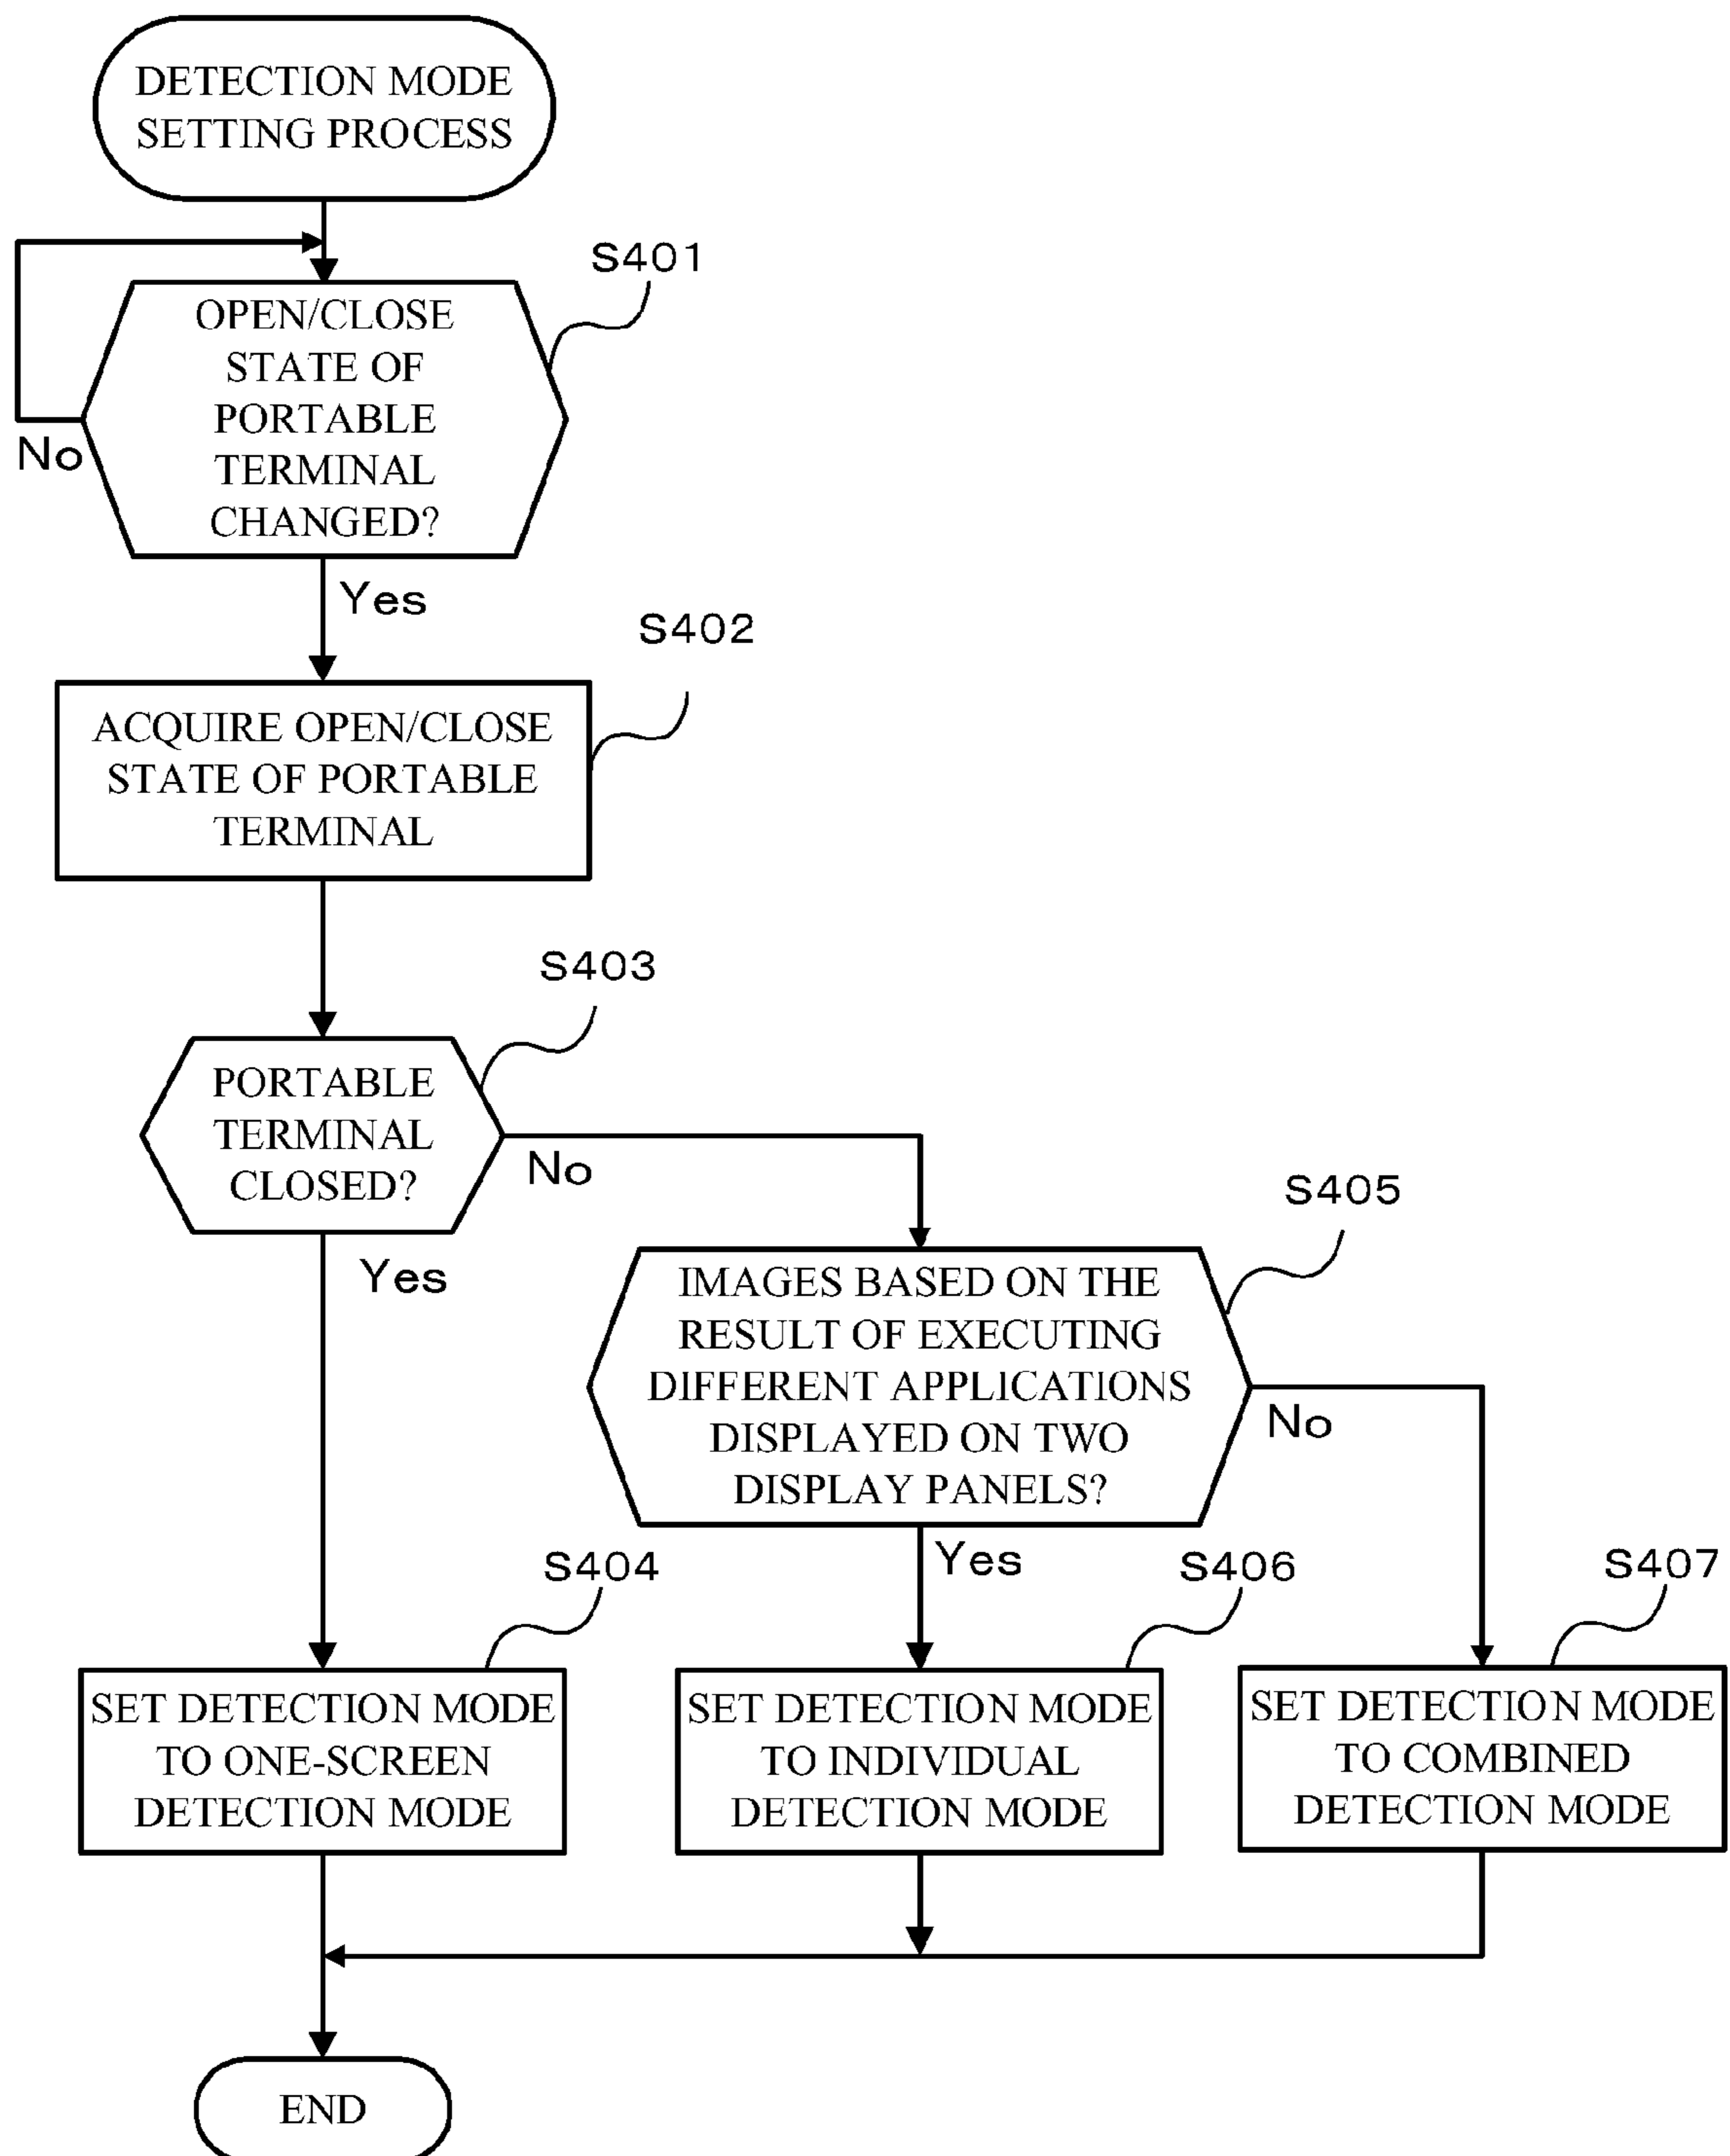 DETECTION MODE
SETTING PROCESS
S401
OPEN/CLOSE
STATE OF
PORTABLE
TERMINAL
CHANGED?
No
Yes
S402
ACQUIRE OPEN/CLOSE
STATE OF PORTABLE
TERMINAL
S403
PORTABLE
TERMINAL
CLOSED?
No
Yes
S405
IMAGES BASED ON THE
RESULT OF EXECUTING
DIFFERENT APPLICATIONS
DISPLAYED ON TWO
DISPLAY PANELS?
No
Yes
S404
SET DETECTION MODE
TO ONE-SCREEN
DETECTION MODE
S406
SET DETECTION MODE
TO INDIVIDUAL
DETECTION MODE
S407
SET DETECTION MODE
TO COMBINED
DETECTION MODE
END